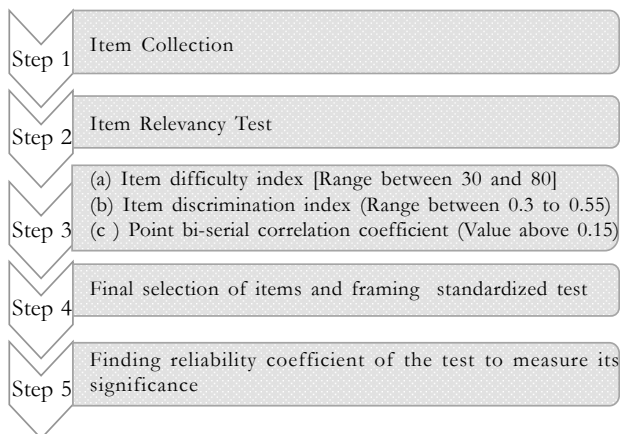 Step 1
Item Collection
Step 2
Item Relevancy Test
Step 3
(a) Item difficulty index [Range between 30 and 80]
(b) Item discrimination index (Range between 0.3 to 0.55)
(c ) Point bi-serial correlation coefficient (Value above 0.15)
Step 4
Final selection of items and framing standardized test
Step 5
Finding reliability coefficient of the test to measure its
significance